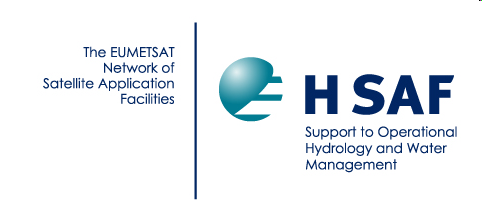 The EUMETSAT
Network of
Satellite Application
Facilities
H SAF
Support to Operational
Hydrology and Water
Management